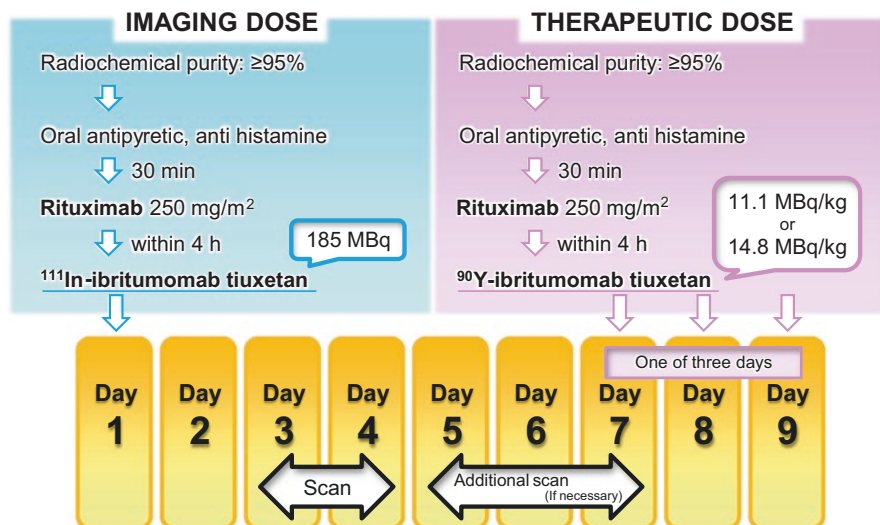 IMAGING DOSE
Radiochemical purity: ≥95%
Oral antipyretic, anti histamine
30 min
Rituximab 250 mg/m²
within 4 h
185 MBq
¹¹¹In-ibritumomab tiuxetan
THERAPEUTIC DOSE
Radiochemical purity: ≥95%
Oral antipyretic, anti histamine
30 min
Rituximab 250 mg/m²
within 4 h
11.1 MBq/kg
or
14.8 MBq/kg
⁹⁰Y-ibritumomab tiuxetan
One of three days
Day
1
Day
2
Day
3
Day
4
Day
5
Day
6
Day
7
Day
8
Day
9
Scan
Additional scan
(If necessary)